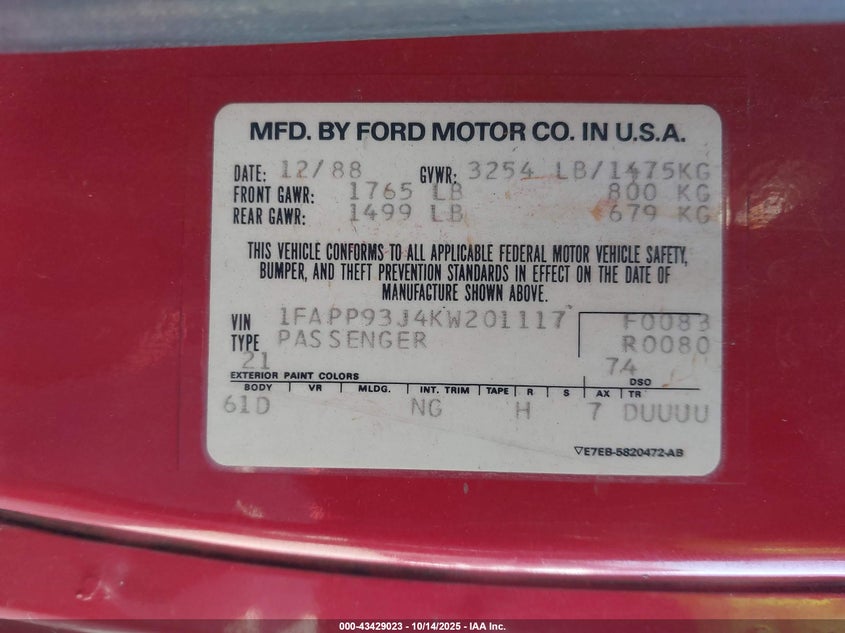 MFD. BY FORD MOTOR CO. IN U.S.A.
DATE: 12/88 GVWR: 3254 LB/1475KG
FRONT GAWR: 1765 LB 800 KG
REAR GAWR: 1499 LB 679 KG
THIS VEHICLE CONFORMS TO ALL APPLICABLE FEDERAL MOTOR VEHICLE SAFETY,
BUMPER, AND THEFT PREVENTION STANDARDS IN EFFECT ON THE DATE OF
MANUFACTURE SHOWN ABOVE.
VIN 1FAPP93J4KW201117 F0083
TYPE PASSENGER R0080
21 74
EXTERIOR PAINT COLORS DSO
BODY VR MLDG. INT. TRIM TAPE R S AX TR
61D NG H 7 DUUUU
▽E7EB-5820472-AB
000-43429023 - 10/14/2025 - IAA Inc.